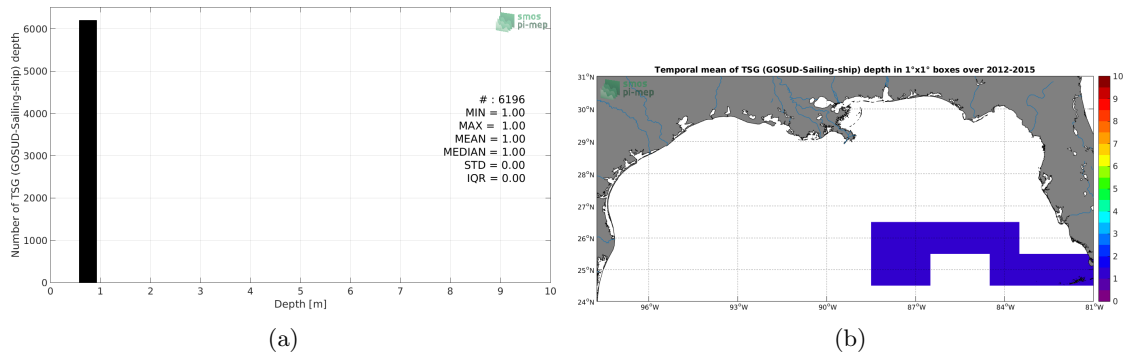 smos
pi-mep
Number of TSG (GOSUD-Sailing-ship) depth
6000
5000
4000
3000
2000
1000
0
# : 6196
MIN = 1.00
MAX = 1.00
MEAN = 1.00
MEDIAN = 1.00
STD = 0.00
IQR = 0.00
0 1 2 3 4 5 6 7 8 9 10
Depth [m]
(a)
Temporal mean of TSG (GOSUD-Sailing-ship) depth in 1°x1° boxes over 2012-2015
smos
pi-mep
31°N
30°N
29°N
28°N
27°N
26°N
25°N
24°N
96°W 93°W 90°W 87°W 84°W 81°W
10
9
8
7
6
5
4
3
2
1
0
(b)